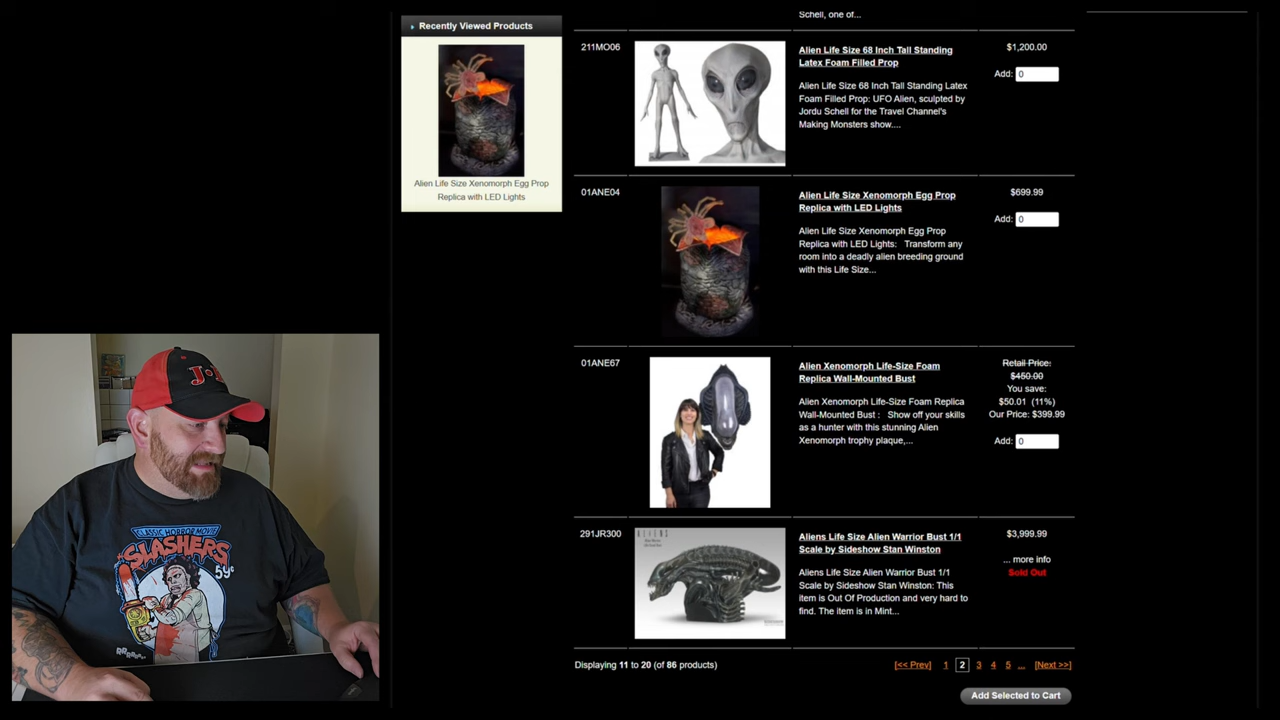 Recently Viewed Products
Alien Life Size Xenomorph Egg Prop
Replica with LED Lights
Schell, one of...
211MO06
Alien Life Size 68 Inch Tall Standing
Latex Foam Filled Prop
Alien Life Size 68 Inch Tall Standing Latex
Foam Filled Prop: UFO Alien, sculpted by
Jordu Schell for the Travel Channel's
Making Monsters show....
$1,200.00
Add: 0
01ANE04
Alien Life Size Xenomorph Egg Prop
Replica with LED Lights
Alien Life Size Xenomorph Egg Prop
Replica with LED Lights: Transform any
room into a deadly alien breeding ground
with this Life Size...
$699.99
Add: 0
01ANE67
Alien Xenomorph Life-Size Foam
Replica Wall-Mounted Bust
Alien Xenomorph Life-Size Foam Replica
Wall-Mounted Bust : Show off your skills
as a hunter with this stunning Alien
Xenomorph trophy plaque,...
Retail Price:
$450.00
You save:
$50.01 (11%)
Our Price: $399.99
Add: 0
291JR300
ALIENS
Aliens Life Size Alien Warrior Bust 1/1
Scale by Sideshow Stan Winston
Aliens Life Size Alien Warrior Bust 1/1
Scale by Sideshow Stan Winston: This
item is Out Of Production and very hard to
find. The item is in Mint...
$3,999.99
... more info
Sold Out
Displaying 11 to 20 (of 86 products)
[<< Prev] 1 2 3 4 5 ... [Next >>]
Add Selected to Cart
CLASSIC HORROR MOVIE
SLASHERS
59¢